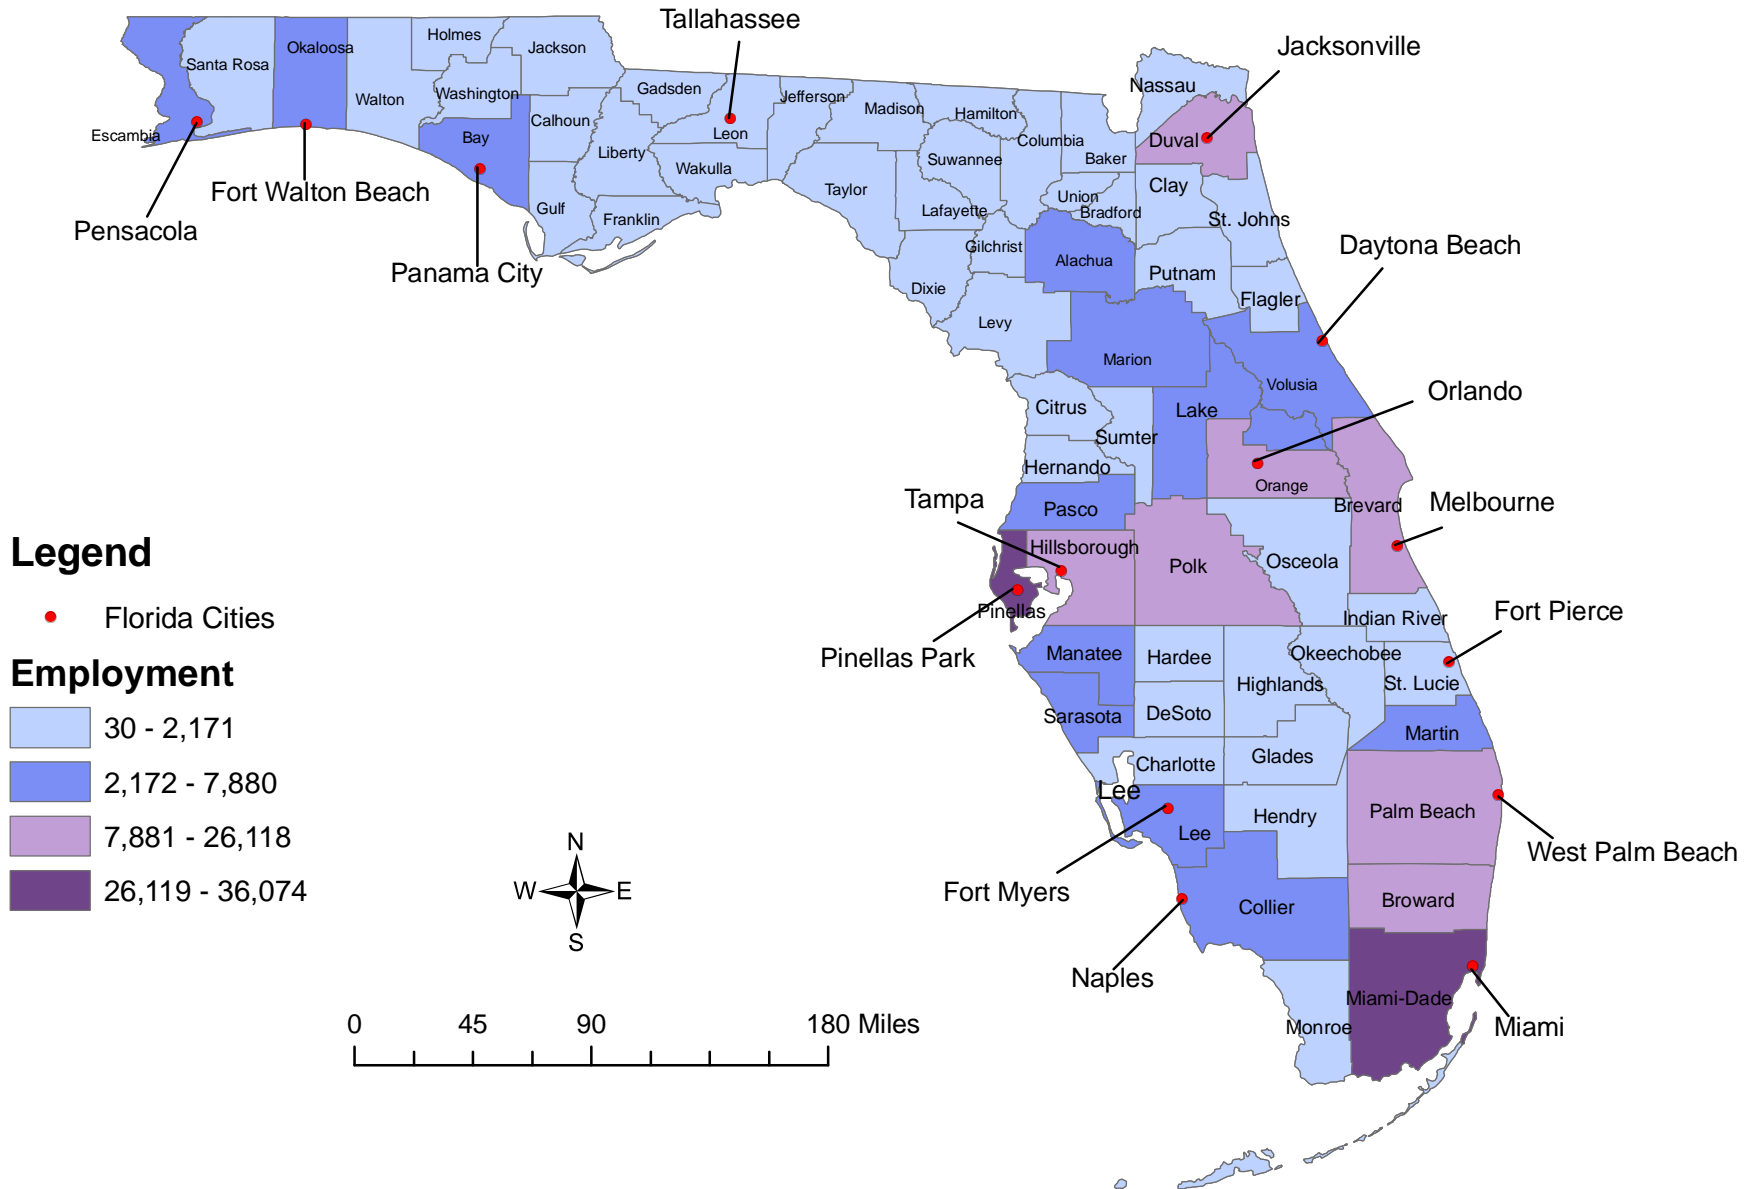 Tallahassee
Jacksonville
Holmes
Okaloosa
Jackson
Santa Rosa
Nassau
Gadsden
Washington
Walton
Jefferson
Madison
Hamilton
Calhoun
Escambia
Bay
Leon
Columbia
Duval
Liberty
Suwannee
Baker
Wakulla
Fort Walton Beach
Taylor
Clay
Union
Gulf
Franklin
Lafayette
Bradford
St. Johns
Pensacola
Gilchrist
Daytona Beach
Panama City
Alachua
Putnam
Dixie
Flagler
Levy
Marion
Volusia
Orlando
Citrus
Lake
Sumter
Hernando
Orange
Tampa
Pasco
Brevard
Melbourne
Legend
Hillsborough
Polk
Osceola
Florida Cities
Pinellas
Indian River
Fort Pierce
Pinellas Park
Manatee
Hardee
Okeechobee
Employment
Highlands
St. Lucie
30 - 2,171
Sarasota
DeSoto
Martin
2,172 - 7,880
Charlotte
Glades
Lee
7,881 - 26,118
Lee
Hendry
Palm Beach
West Palm Beach
N
26,119 - 36,074
W
E
S
Fort Myers
Collier
Broward
Naples
Miami-Dade
0 45 90 180 Miles
Monroe
Miami